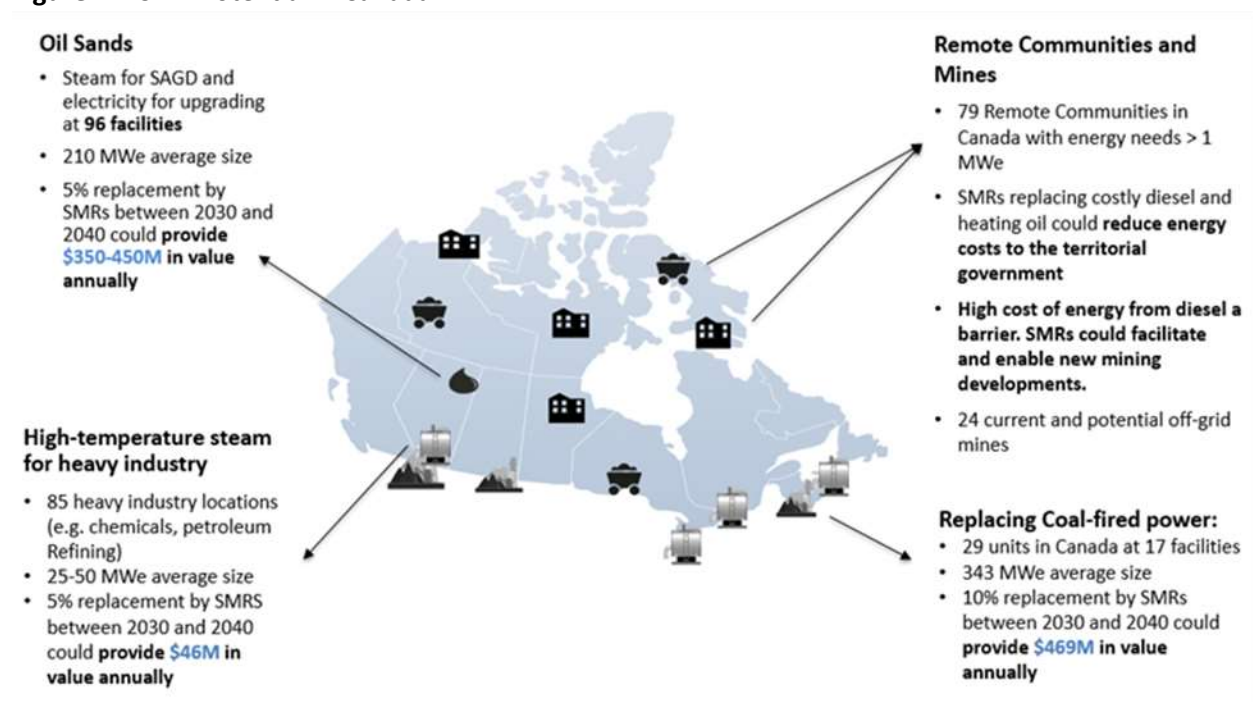 Oil Sands
• Steam for SAGD and
electricity for upgrading
at 96 facilities
• 210 MWe average size
• 5% replacement by
SMRs between 2030 and
2040 could provide
$350-450M in value
annually
High-temperature steam
for heavy industry
• 85 heavy industry locations
(e.g. chemicals, petroleum
Refining)
• 25-50 MWe average size
• 5% replacement by SMRS
between 2030 and 2040
could provide $46M in
value annually
Remote Communities and
Mines
• 79 Remote Communities in
Canada with energy needs > 1
MWe
• SMRs replacing costly diesel and
heating oil could reduce energy
costs to the territorial
government
• High cost of energy from diesel a
barrier. SMRs could facilitate
and enable new mining
developments.
• 24 current and potential off-grid
mines
Replacing Coal-fired power:
• 29 units in Canada at 17 facilities
• 343 MWe average size
• 10% replacement by SMRs
between 2030 and 2040 could
provide $469M in value
annually